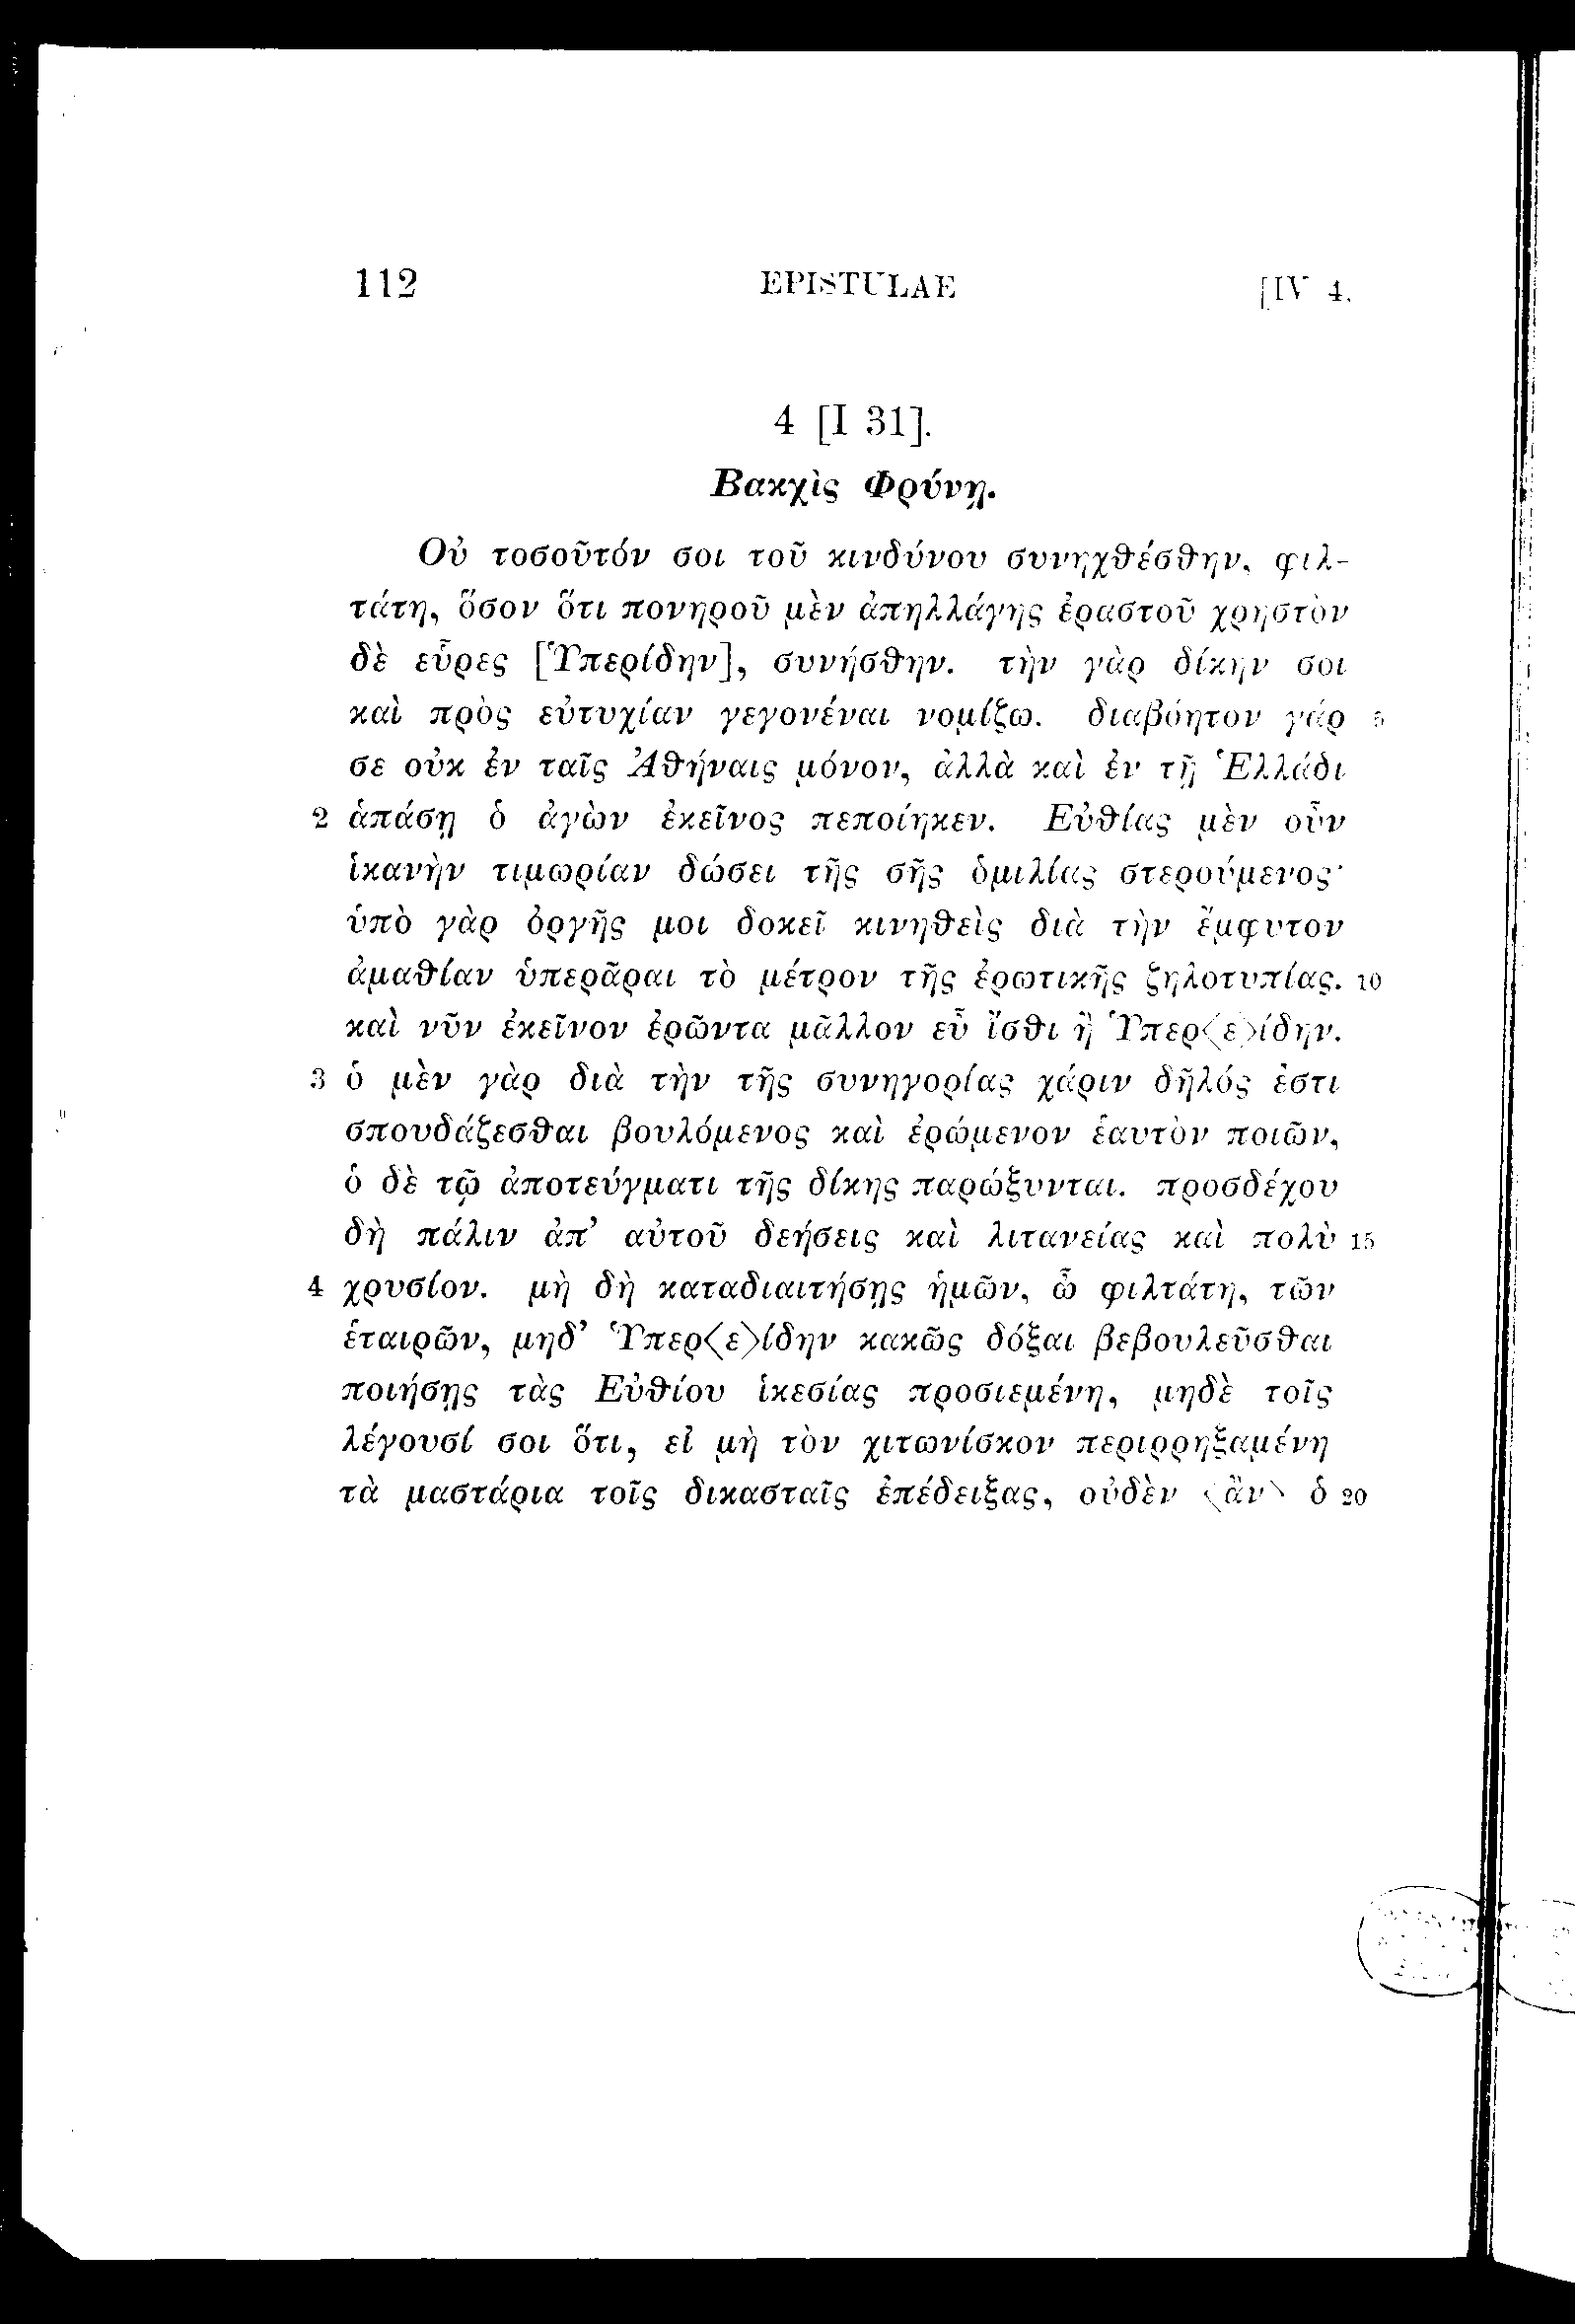 112 EPISTULAE [IV 4.
4 [I 31].
Βακχὶς Φρύνῃ.
Οὐ τοσοῦτόν σοι τοῦ κινδύνου συνηχθέσθην, φιλ-
τάτη, ὅσον ὅτι πονηροῦ μὲν ἀπηλλάγης ἐραστοῦ χρηστὸν
δὲ εὗρες [Ὑπερίδην], συνήσθην. τὴν γὰρ δίκην σοι
καὶ πρὸς εὐτυχίαν γεγονέναι νομίζω. διαβόητον γάρ 5
σε οὐκ ἐν ταῖς Ἀθήναις μόνον, ἀλλὰ καὶ ἐν τῇ Ἑλλάδι
2 ἁπάσῃ ὁ ἀγὼν ἐκεῖνος πεποίηκεν. Εὐθίας μὲν οὖν
ἱκανὴν τιμωρίαν δώσει τῆς σῆς ὁμιλίας στερούμενος·
ὑπὸ γὰρ ὀργῆς μοι δοκεῖ κινηθεὶς διὰ τὴν ἔμφυτον
ἀμαθίαν ὑπερᾶραι τὸ μέτρον τῆς ἐρωτικῆς ζηλοτυπίας. 10
καὶ νῦν ἐκεῖνον ἐρῶντα μᾶλλον εὖ ἴσθι ἢ Ὑπερ⟨ε⟩ίδην.
3 ὁ μὲν γὰρ διὰ τὴν τῆς συνηγορίας χάριν δῆλός ἐστι
σπουδάζεσθαι βουλόμενος καὶ ἐρώμενον ἑαυτὸν ποιῶν,
ὁ δὲ τῷ ἀποτεύγματι τῆς δίκης παρώξυνται. προσδέχου
δὴ πάλιν ἀπ’ αὐτοῦ δεήσεις καὶ λιτανείας καὶ πολὺ 15
4 χρυσίον. μὴ δὴ καταδιαιτήσῃς ἡμῶν, ὦ φιλτάτη, τῶν
ἑταιρῶν, μηδ’ Ὑπερ⟨ε⟩ίδην κακῶς δόξαι βεβουλεῦσθαι
ποιήσῃς τὰς Εὐθίου ἱκεσίας προσιεμένη, μηδὲ τοῖς
λέγουσί σοι ὅτι, εἰ μὴ τὸν χιτωνίσκον περιρρηξαμένη
τὰ μαστάρια τοῖς δικασταῖς ἐπέδειξας, οὐδὲν ⟨ἂν⟩ ὁ 20